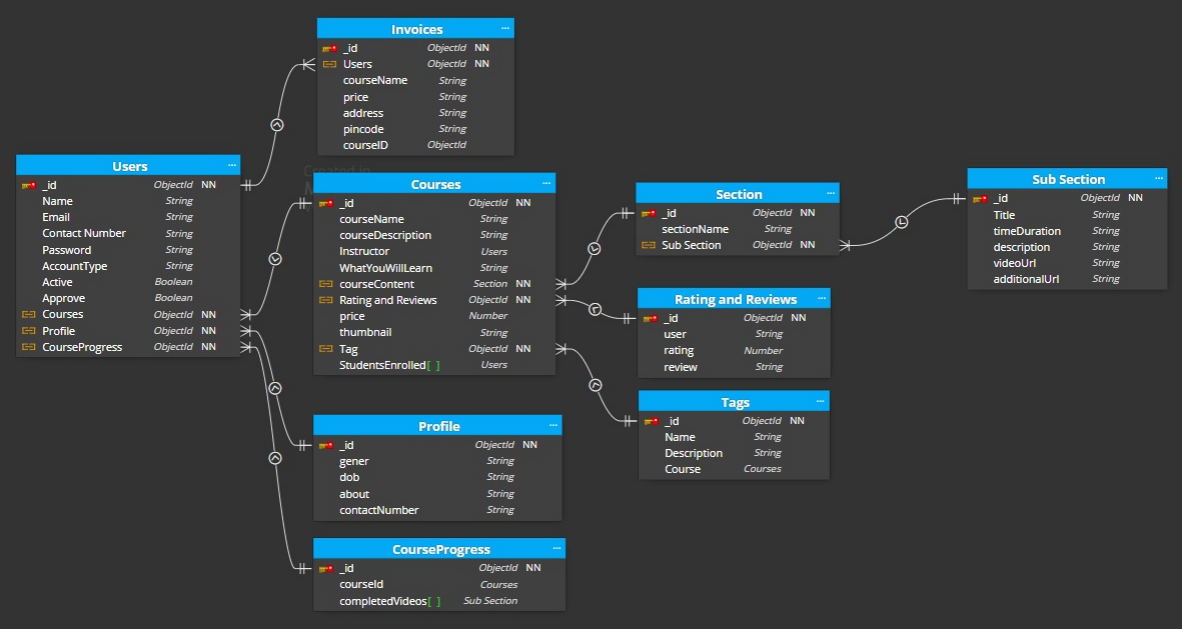 Invoices ...
_id ObjectId NN
Users ObjectId NN
courseName String
price String
address String
pincode String
courseID ObjectId
Users ...
_id ObjectId NN
Name String
Email String
Contact Number String
Password String
AccountType String
Active Boolean
Approve Boolean
Courses ObjectId NN
Profile ObjectId NN
CourseProgress ObjectId NN
Created in
M
Courses ...
_id ObjectId NN
courseName String
courseDescription String
Instructor Users
WhatYouWillLearn String
courseContent Section NN
Rating and Reviews ObjectId NN
price Number
thumbnail String
Tag ObjectId NN
StudentsEnrolled[ ] Users
Section ...
_id ObjectId NN
sectionName String
Sub Section ObjectId NN
Sub Section ...
_id ObjectId NN
Title String
timeDuration String
description String
videoUrl String
additionalUrl String
Rating and Reviews ...
_id ObjectId NN
user String
rating Number
review String
Tags ...
_id ObjectId NN
Name String
Description String
Course Courses
Profile ...
_id ObjectId NN
gener String
dob String
about String
contactNumber String
CourseProgress ...
_id ObjectId NN
courseId Courses
completedVideos[ ] Sub Section